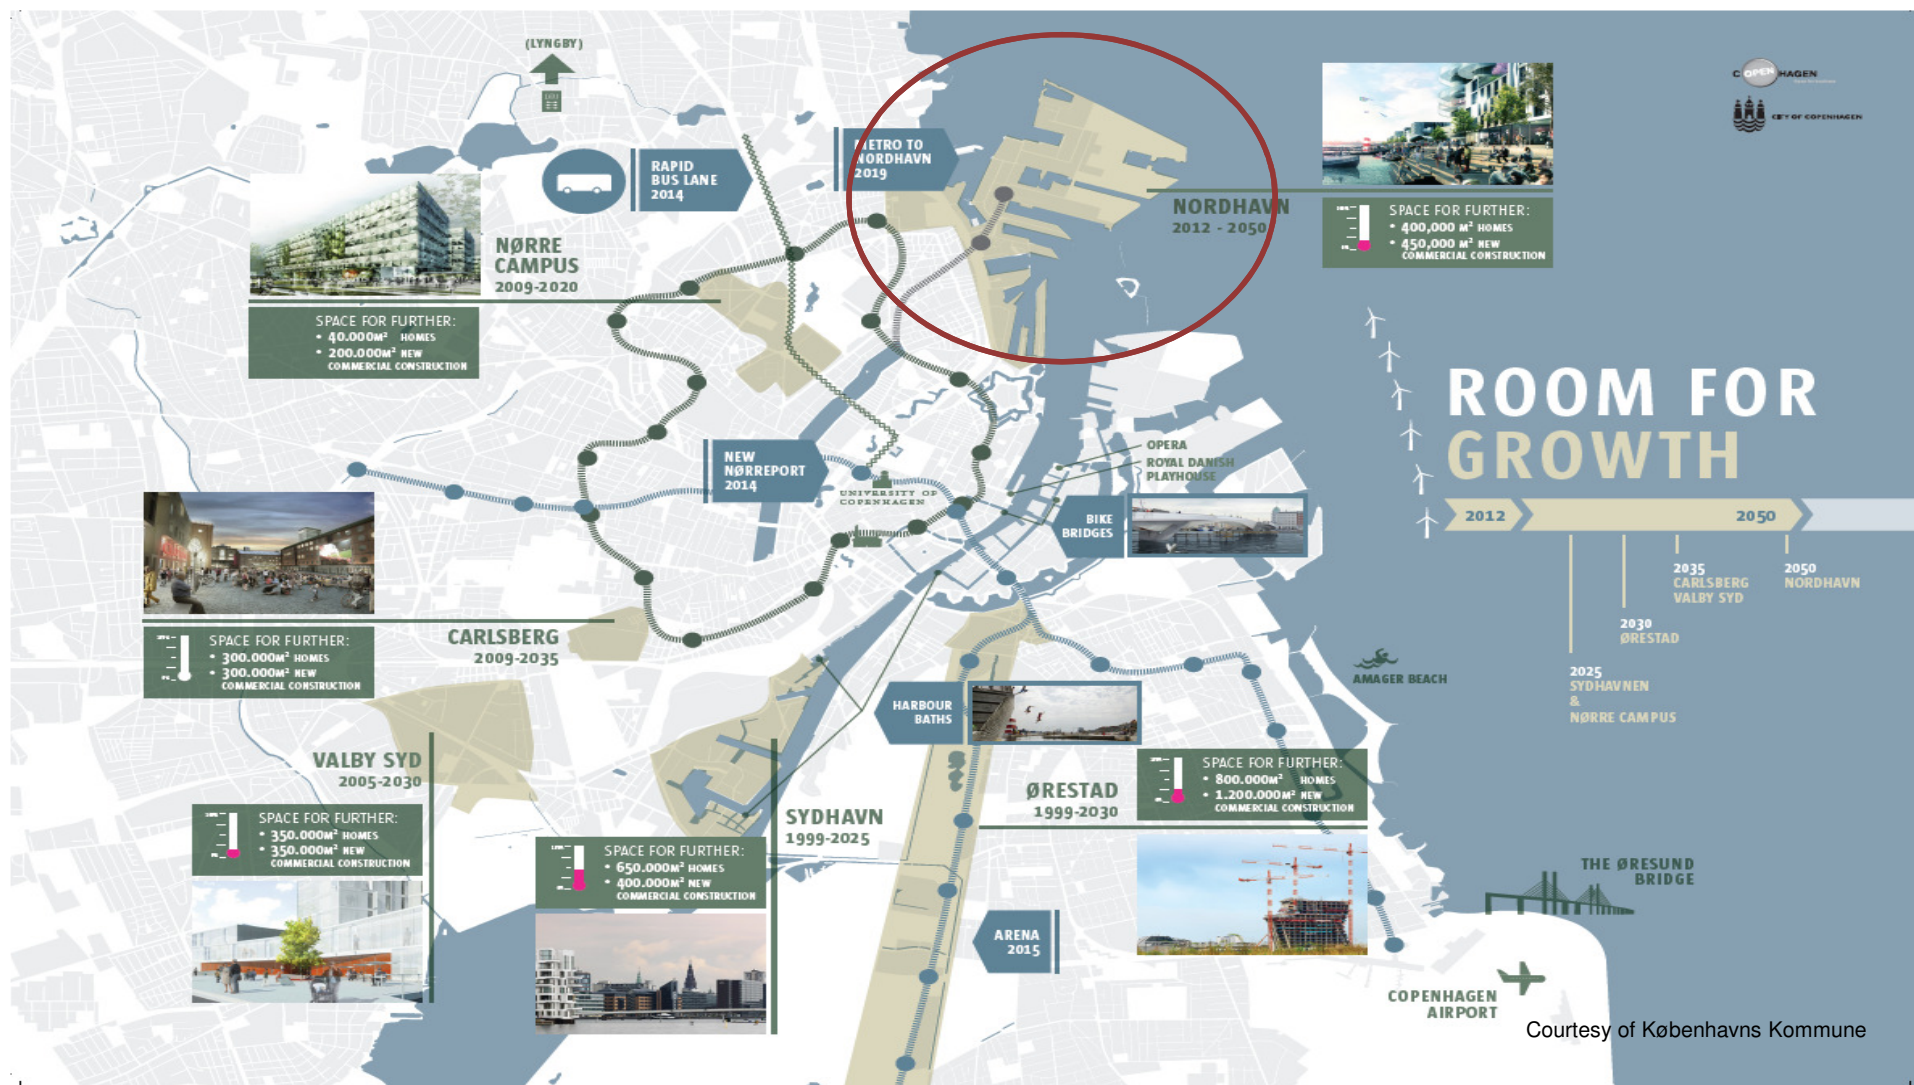 (LYNGBY)
RAPID
BUS LANE
2014
METRO TO
NORDHAVN
2019
NORDHAVN
2012 - 2050
SPACE FOR FURTHER:
• 400,000 M² HOMES
• 450,000 M² NEW
COMMERCIAL CONSTRUCTION
COPENHAGEN
CITY OF COPENHAGEN
NØRRE
CAMPUS
2009-2020
SPACE FOR FURTHER:
• 40.000M² HOMES
• 200.000M² NEW
COMMERCIAL CONSTRUCTION
ROOM FOR
GROWTH
2012
2050
2035
CARLSBERG
VALBY SYD
2050
NORDHAVN
2030
ØRESTAD
2025
SYDHAVNEN
&
NØRRE CAMPUS
NEW
NØRREPORT
2014
UNIVERSITY OF
COPENHAGEN
OPERA
ROYAL DANISH
PLAYHOUSE
BIKE
BRIDGES
CARLSBERG
2009-2035
SPACE FOR FURTHER:
• 300.000M² HOMES
• 300.000M² NEW
COMMERCIAL CONSTRUCTION
HARBOUR
BATHS
AMAGER BEACH
VALBY SYD
2005-2030
SPACE FOR FURTHER:
• 350.000M² HOMES
• 350.000M² NEW
COMMERCIAL CONSTRUCTION
SYDHAVN
1999-2025
SPACE FOR FURTHER:
• 650.000M² HOMES
• 400.000M² NEW
COMMERCIAL CONSTRUCTION
ØRESTAD
1999-2030
SPACE FOR FURTHER:
• 800.000M² HOMES
• 1.200.000M² NEW
COMMERCIAL CONSTRUCTION
ARENA
2015
THE ØRESUND
BRIDGE
COPENHAGEN
AIRPORT
Courtesy of Københavns Kommune